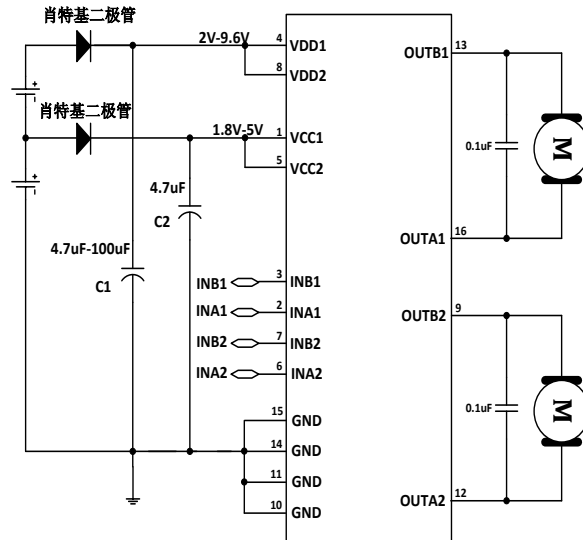 肖特基二极管
2V-9.6V
4
VDD1
8
VDD2
肖特基二极管
1.8V-5V
1
VCC1
5
VCC2
4.7uF
C2
4.7uF-100uF
C1
INB1
3
INB1
INA1
2
INA1
INB2
7
INB2
INA2
6
INA2
15
GND
14
GND
11
GND
10
GND
OUTB1
13
0.1uF
M
OUTA1
16
OUTB2
9
0.1uF
M
OUTA2
12